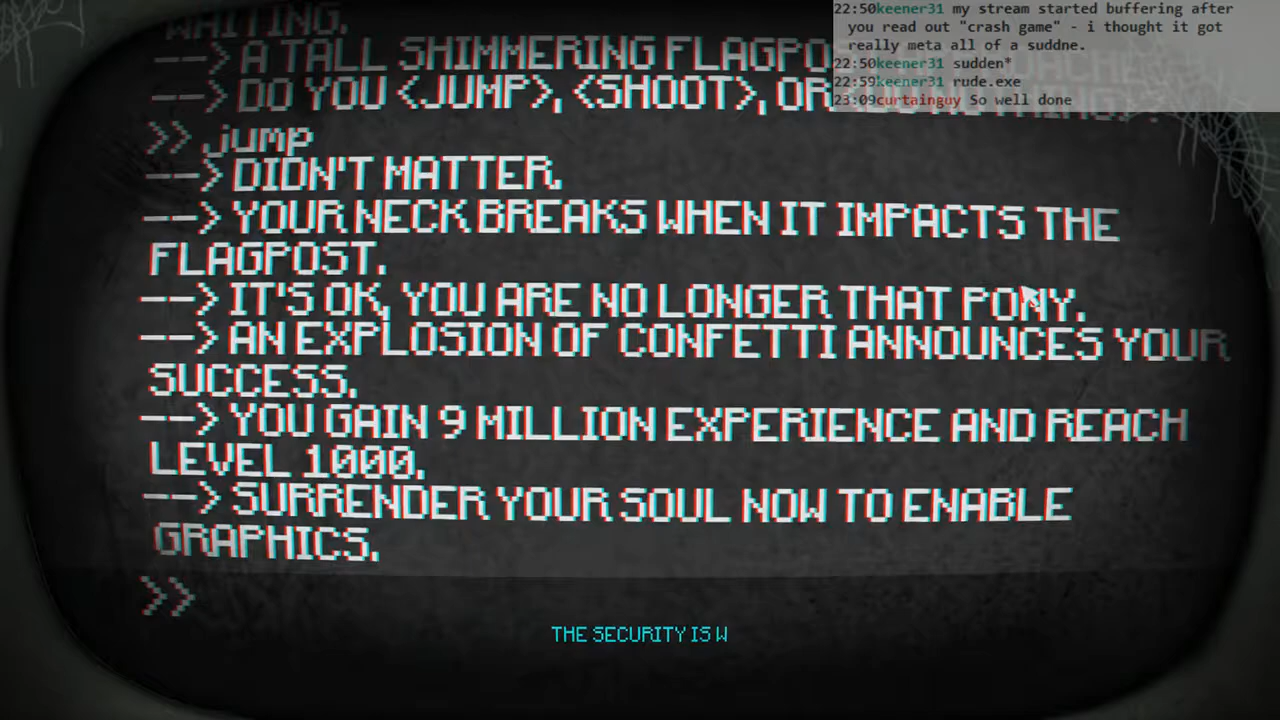 WAITING.
--> A TALL SHIMMERING FLAGPO
--> DO YOU <JUMP>, <SHOOT>, OR
>> jump
--> DIDN'T MATTER.
--> YOUR NECK BREAKS WHEN IT IMPACTS THE
FLAGPOST.
--> IT'S OK, YOU ARE NO LONGER THAT PONY.
--> AN EXPLOSION OF CONFETTI ANNOUNCES YOUR
SUCCESS.
--> YOU GAIN 9 MILLION EXPERIENCE AND REACH
LEVEL 1000.
--> SURRENDER YOUR SOUL NOW TO ENABLE
GRAPHICS.
>>
THE SECURITY IS W
22:50keener31 my stream started buffering after
you read out "crash game" - i thought it got
really meta all of a suddne.
22:50keener31 sudden*
22:59keener31 rude.exe
23:09curtainguy So well done